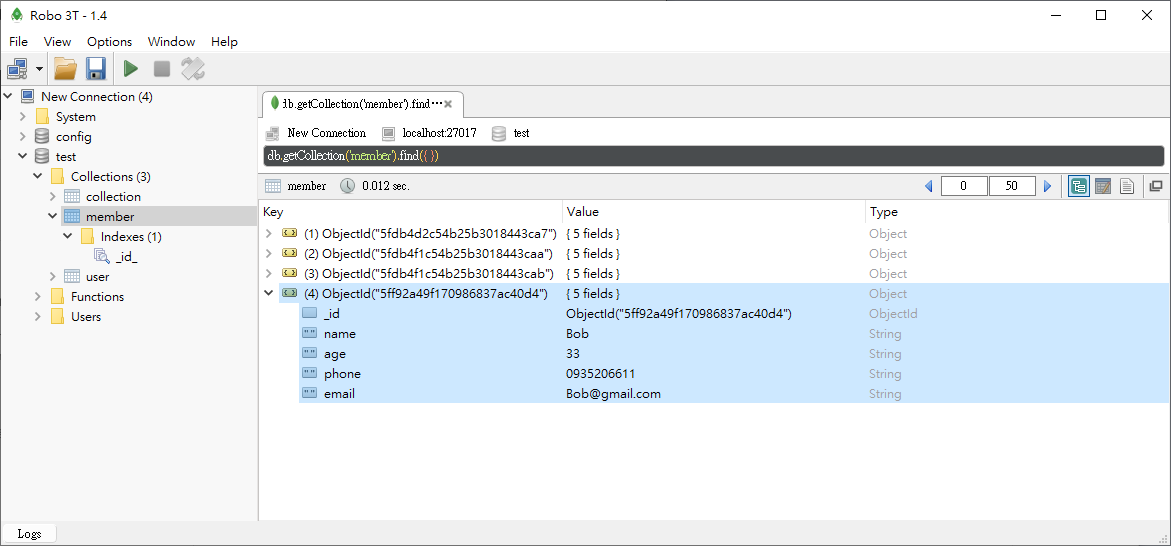 Robo 3T - 1.4
File View Options Window Help
New Connection (4)
System
config
test
Collections (3)
collection
member
Indexes (1)
_id_
user
Functions
Users
db.getCollection('member').find⋯
New Connection localhost:27017 test
db.getCollection('member').find({})
member 0.012 sec. 0 50
Key Value Type
(1) ObjectId("5fdb4d2c54b25b3018443ca7") { 5 fields } Object
(2) ObjectId("5fdb4f1c54b25b3018443caa") { 5 fields } Object
(3) ObjectId("5fdb4f1c54b25b3018443cab") { 5 fields } Object
(4) ObjectId("5ff92a49f170986837ac40d4") { 5 fields } Object
_id ObjectId("5ff92a49f170986837ac40d4") ObjectId
name Bob String
age 33 String
phone 0935206611 String
email Bob@gmail.com String
Logs